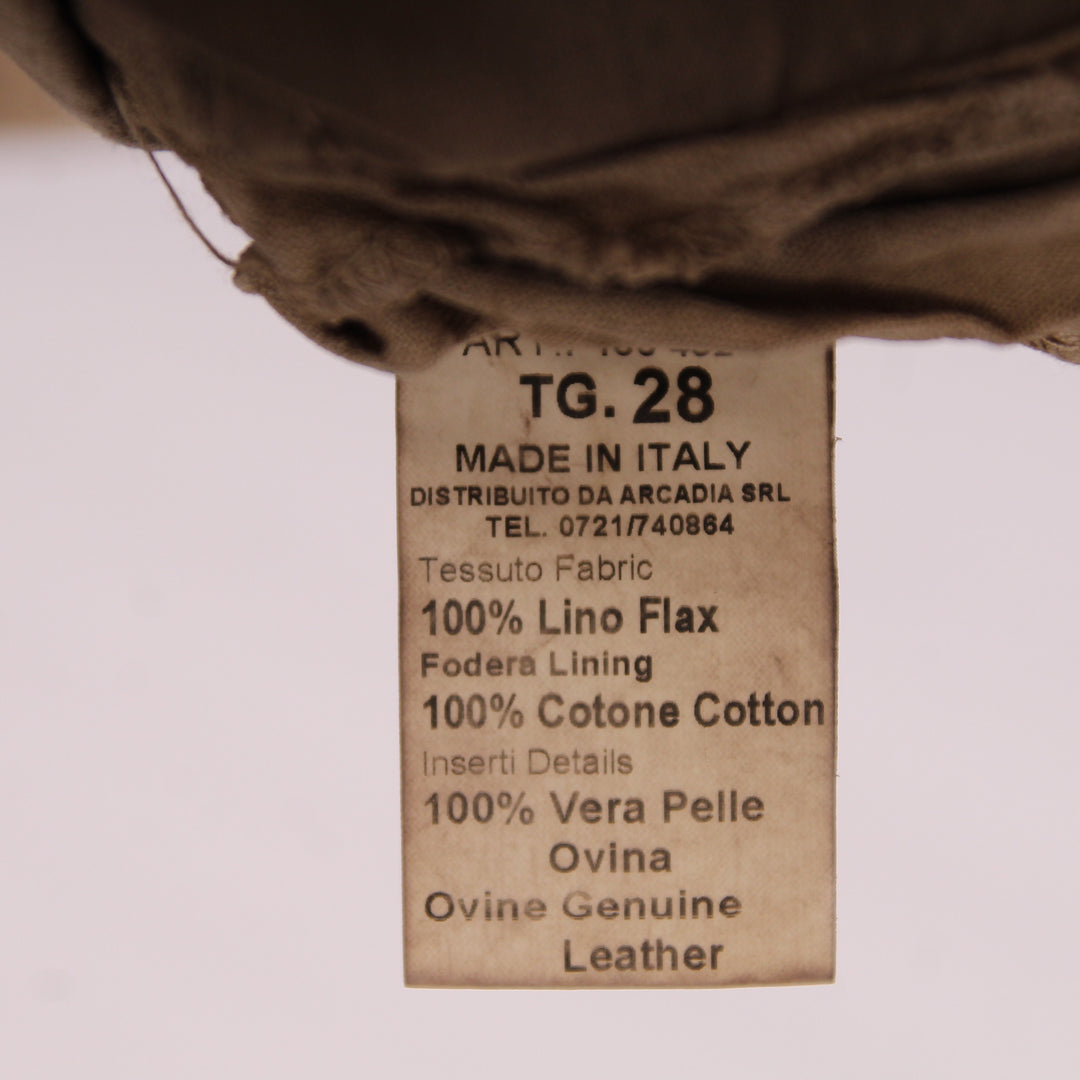 TG. 28
MADE IN ITALY
DISTRIBUITO DA ARCADIA SRL
TEL. 0721/740864
Tessuto Fabric
100% Lino Flax
Fodera Lining
100% Cotone Cotton
Inserti Details
100% Vera Pelle
Ovina
Ovine Genuine
Leather